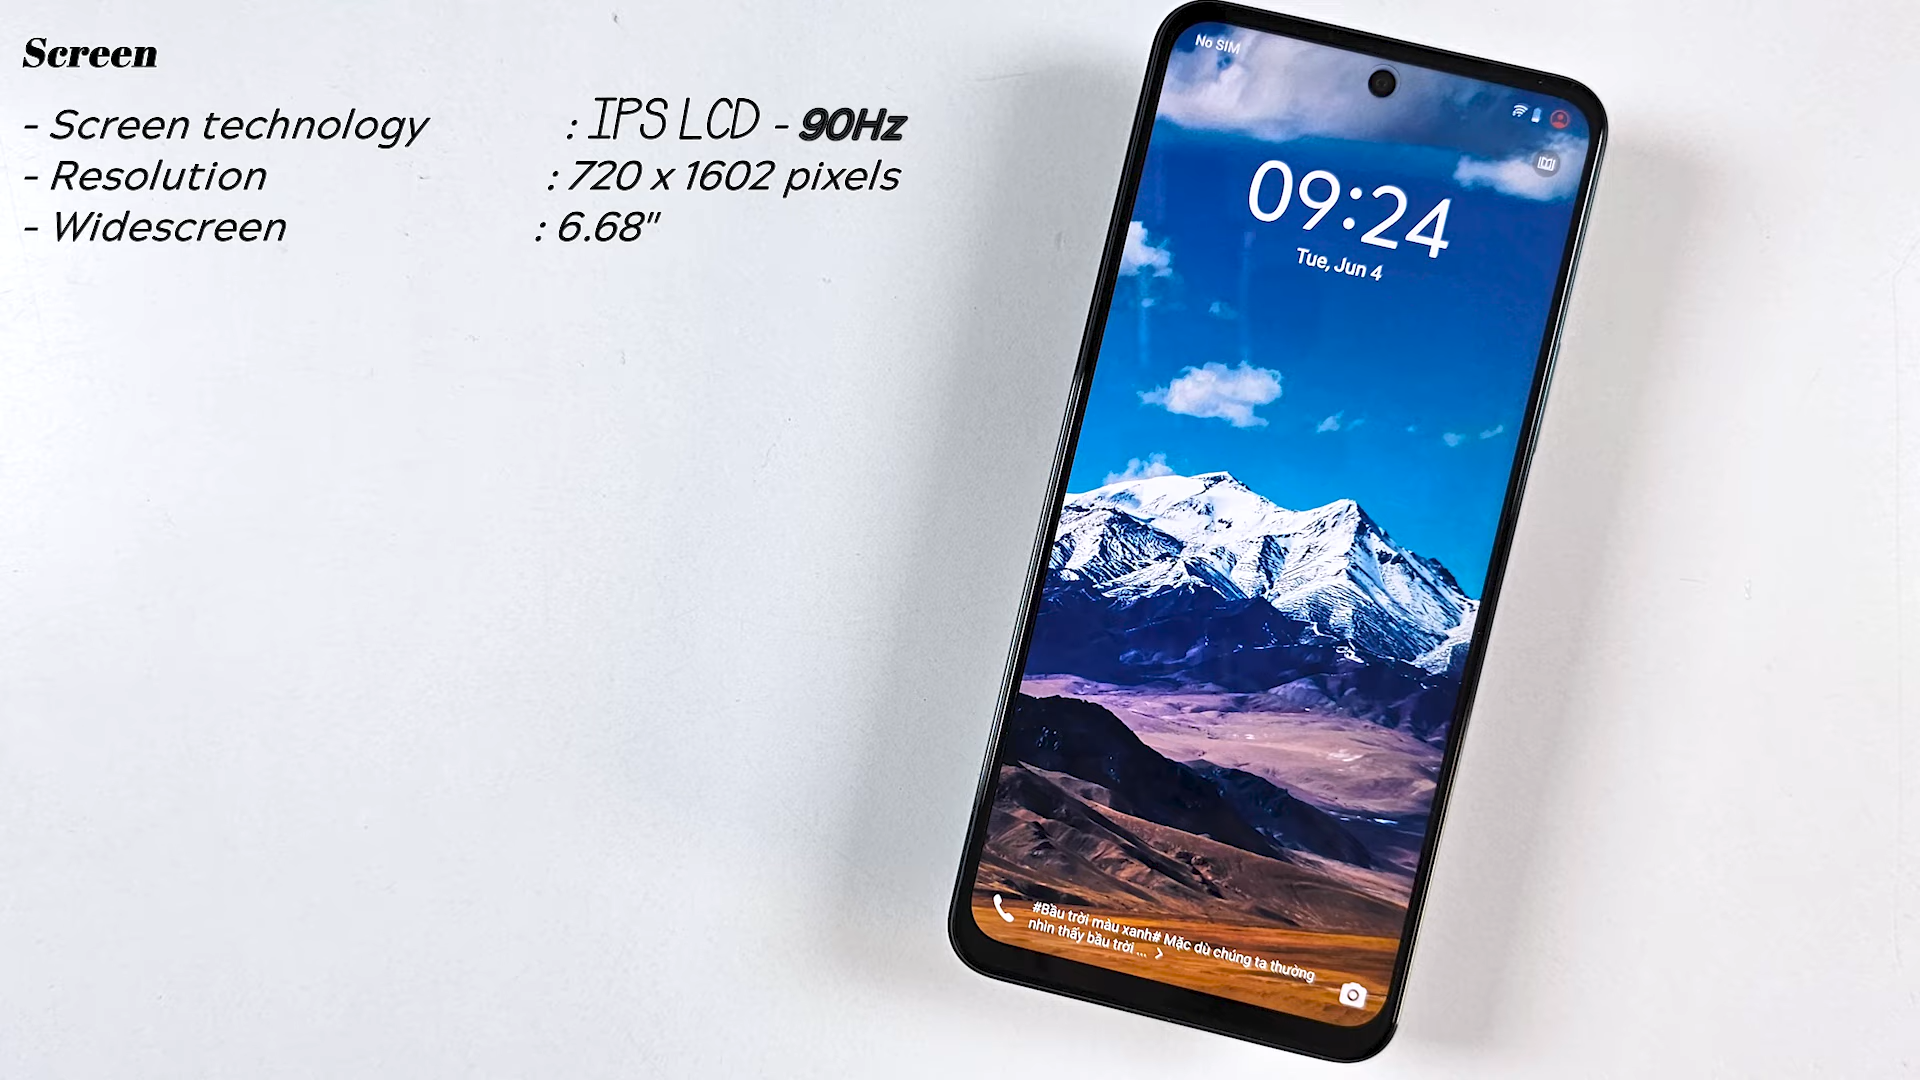 Screen
- Screen technology : IPS LCD - 90Hz
- Resolution : 720 x 1602 pixels
- Widescreen : 6.68"
No SIM
09:24
Tue, Jun 4
#Bầu trời màu xanh# Mặc dù chúng ta thường
nhìn thấy bầu trời ... >